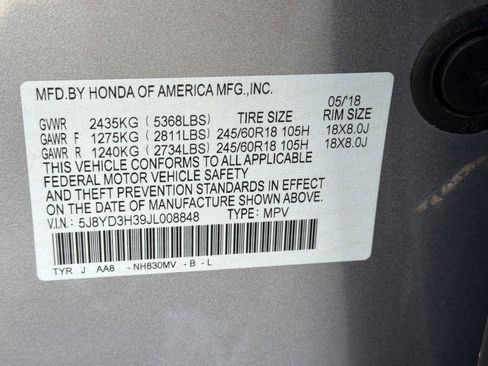 MFD.BY HONDA OF AMERICA MFG.,INC.
05/'18
GVWR 2435KG ( 5368LBS) TIRE SIZE RIM SIZE
GAWR F 1275KG ( 2811LBS) 245/60R18 105H 18X8.0J
GAWR R 1240KG ( 2734LBS) 245/60R18 105H 18X8.0J
THIS VEHICLE CONFORMS TO ALL APPLICABLE
FEDERAL MOTOR VEHICLE SAFETY
AND THEFT PREVENTION STANDARDS IN EFFECT
ON THE DATE OF MANUFACTURE SHOWN ABOVE.
V.I.N.: 5J8YD3H39JL008848 TYPE: MPV
TYR J AA8 - NH830MV - B - L